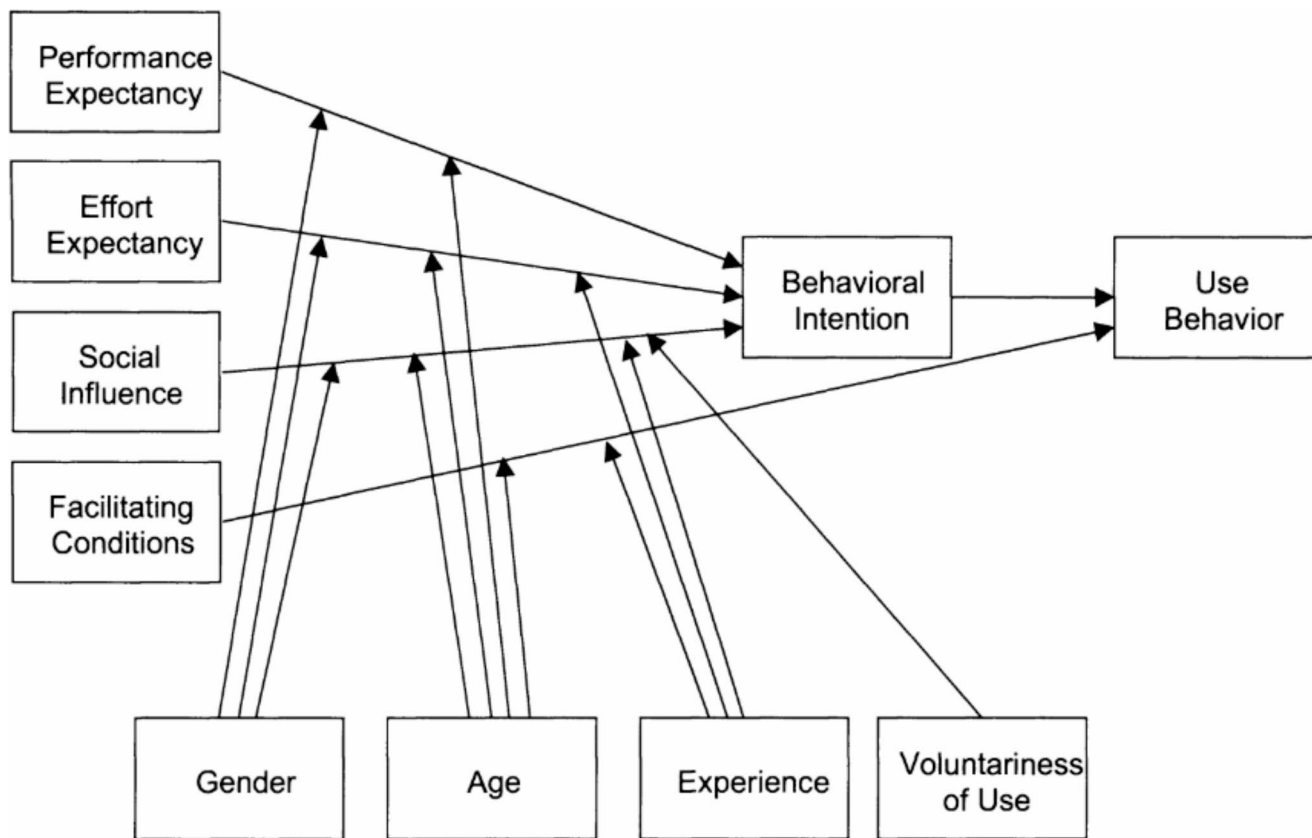 Performance
Expectancy
Effort
Expectancy
Social
Influence
Facilitating
Conditions
Behavioral
Intention
Use
Behavior
Gender
Age
Experience
Voluntariness
of Use